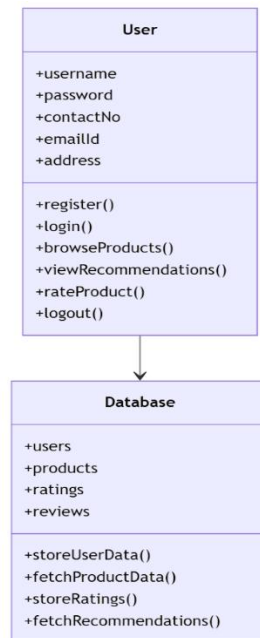 User
+username
+password
+contactNo
+emailId
+address
+register()
+login()
+browseProducts()
+viewRecommendations()
+rateProduct()
+logout()
Database
+users
+products
+ratings
+reviews
+storeUserData()
+fetchProductData()
+storeRatings()
+fetchRecommendations()